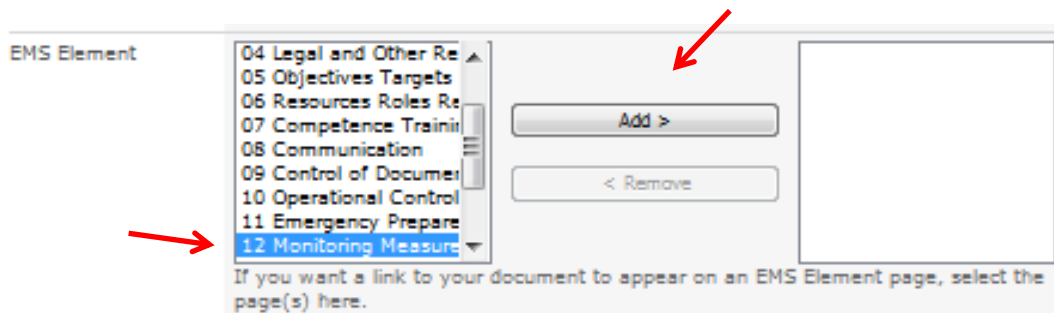 EMS Element
04 Legal and Other Re
05 Objectives Targets
06 Resources Roles Re
07 Competence Trainin
08 Communication
09 Control of Documen
10 Operational Control
11 Emergency Prepare
12 Monitoring Measure
Add >
< Remove
If you want a link to your document to appear on an EMS Element page, select the
page(s) here.